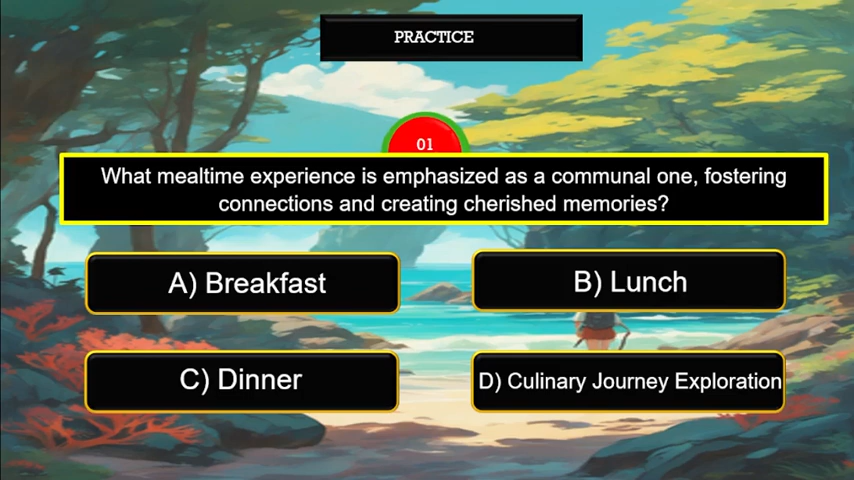 PRACTICE
01
What mealtime experience is emphasized as a communal one, fostering
connections and creating cherished memories?
A) Breakfast
B) Lunch
C) Dinner
D) Culinary Journey Exploration